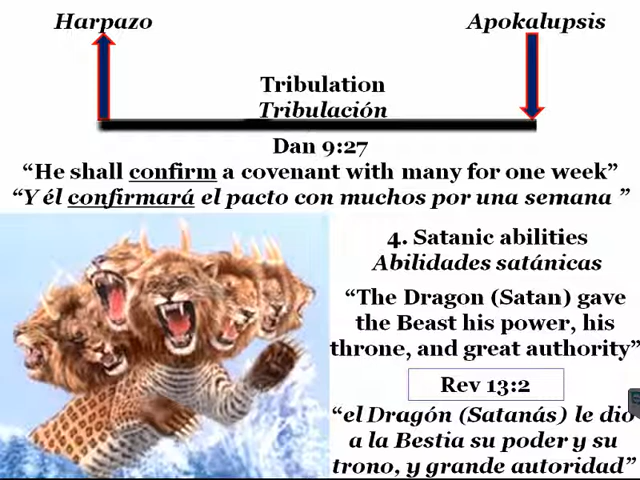 Harpazo
Apokalupsis
Tribulation
Tribulación
Dan 9:27
“He shall confirm a covenant with many for one week”
“Y él confirmará el pacto con muchos por una semana ”
4. Satanic abilities
Abilidades satánicas
“The Dragon (Satan) gave
the Beast his power, his
throne, and great authority”
Rev 13:2
“el Dragón (Satanás) le dio
a la Bestia su poder y su
trono, y grande autoridad”